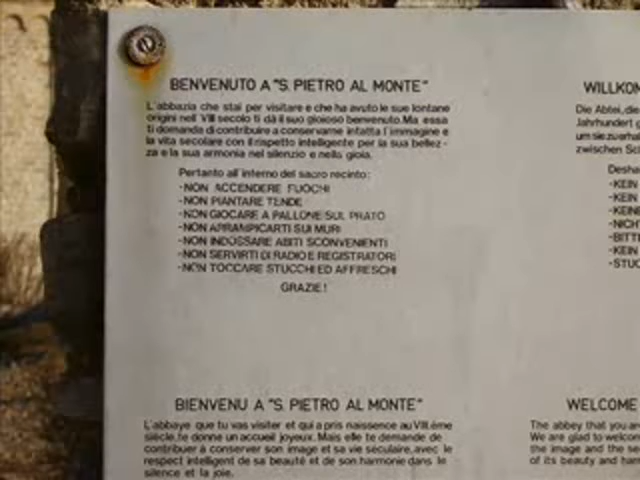 BENVENUTO A "S. PIETRO AL MONTE"
L'abbazia che stai per visitare e che ha avuto le sue lontane
origini nell' VIII secolo ti dà il suo gioioso benvenuto. Ma essa
ti domanda di contribuire a conservarne intatta l'immagine e
la vita secolare con il rispetto intelligente per la sua bellez-
za e la sua armonia nel silenzio e nella gioia.
Pertanto all'interno del sacro recinto:
-NON ACCENDERE FUOCHI
-NON PIANTARE TENDE
-NON GIOCARE A PALLONE SUL PRATO
-NON ARRAMPICARTI SUI MURI
-NON INDOSSARE ABITI SCONVENIENTI
-NON SERVIRTI DI RADIO E REGISTRATORI
-NON TOCCARE STUCCHI ED AFFRESCHI
GRAZIE!
WILLKOM
Die Abtei, die
Jahrhundert g
um sie zu erhal
zwischen Sc
Desha
-KEIN
-KEIN
-KEINE
-NICH
-BITTE
-KEIN
-STUC
BIENVENU A "S. PIETRO AL MONTE"
L'abbaye que tu vas visiter et qui a pris naissance au VIII.ème
siècle, te donne un accueil joyeux. Mais elle te demande de
contribuer à conserver son image et sa vie séculaire, avec le
respect intelligent de sa beauté et de son harmonie dans le
silence et la joie.
WELCOME
The abbey that you are
We are glad to welcom
the image and the se
of its beauty and harm